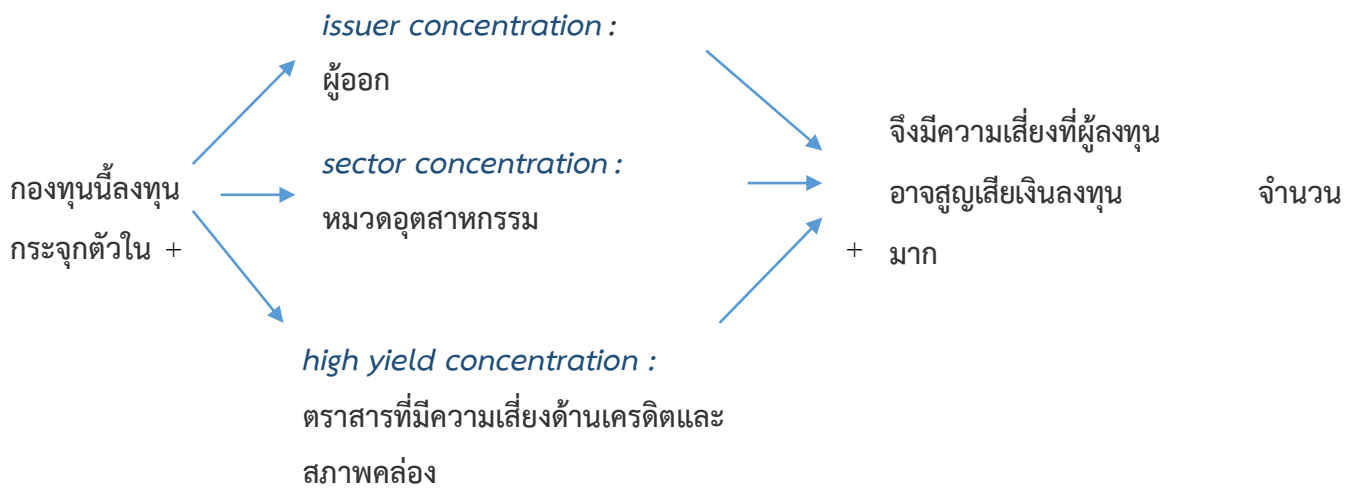 กองทุนนี้ลงทุน
กระจุกตัวใน +
issuer concentration :
ผู้ออก
sector concentration :
หมวดอุตสาหกรรม
high yield concentration :
ตราสารที่มีความเสี่ยงด้านเครดิตและ
สภาพคล่อง
จึงมีความเสี่ยงที่ผู้ลงทุน
อาจสูญเสียเงินลงทุน จำนวน
+ มาก